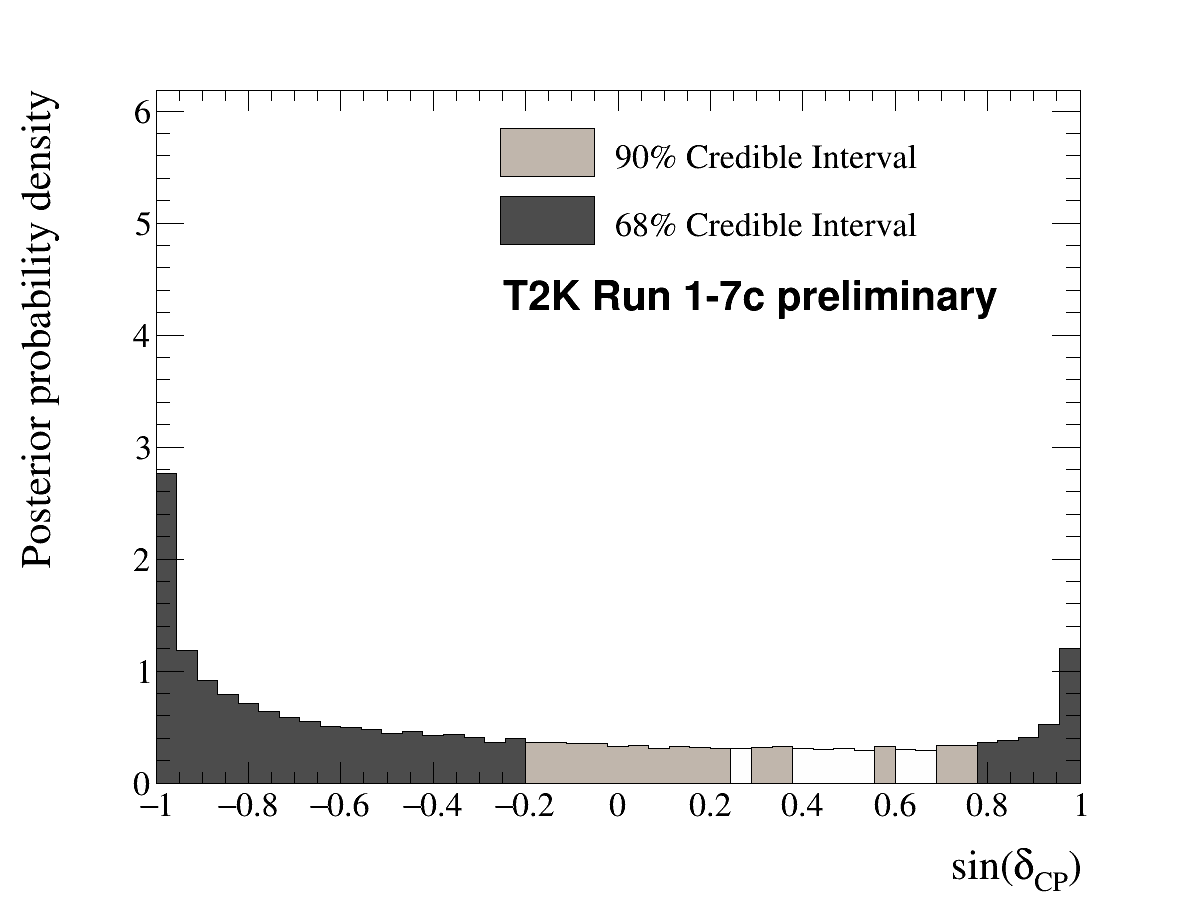 Posterior probability density
6
5
4
3
2
1
0
90% Credible Interval
68% Credible Interval
T2K Run 1-7c preliminary
−1 −0.8 −0.6 −0.4 −0.2 0 0.2 0.4 0.6 0.8 1
sin(δCP)